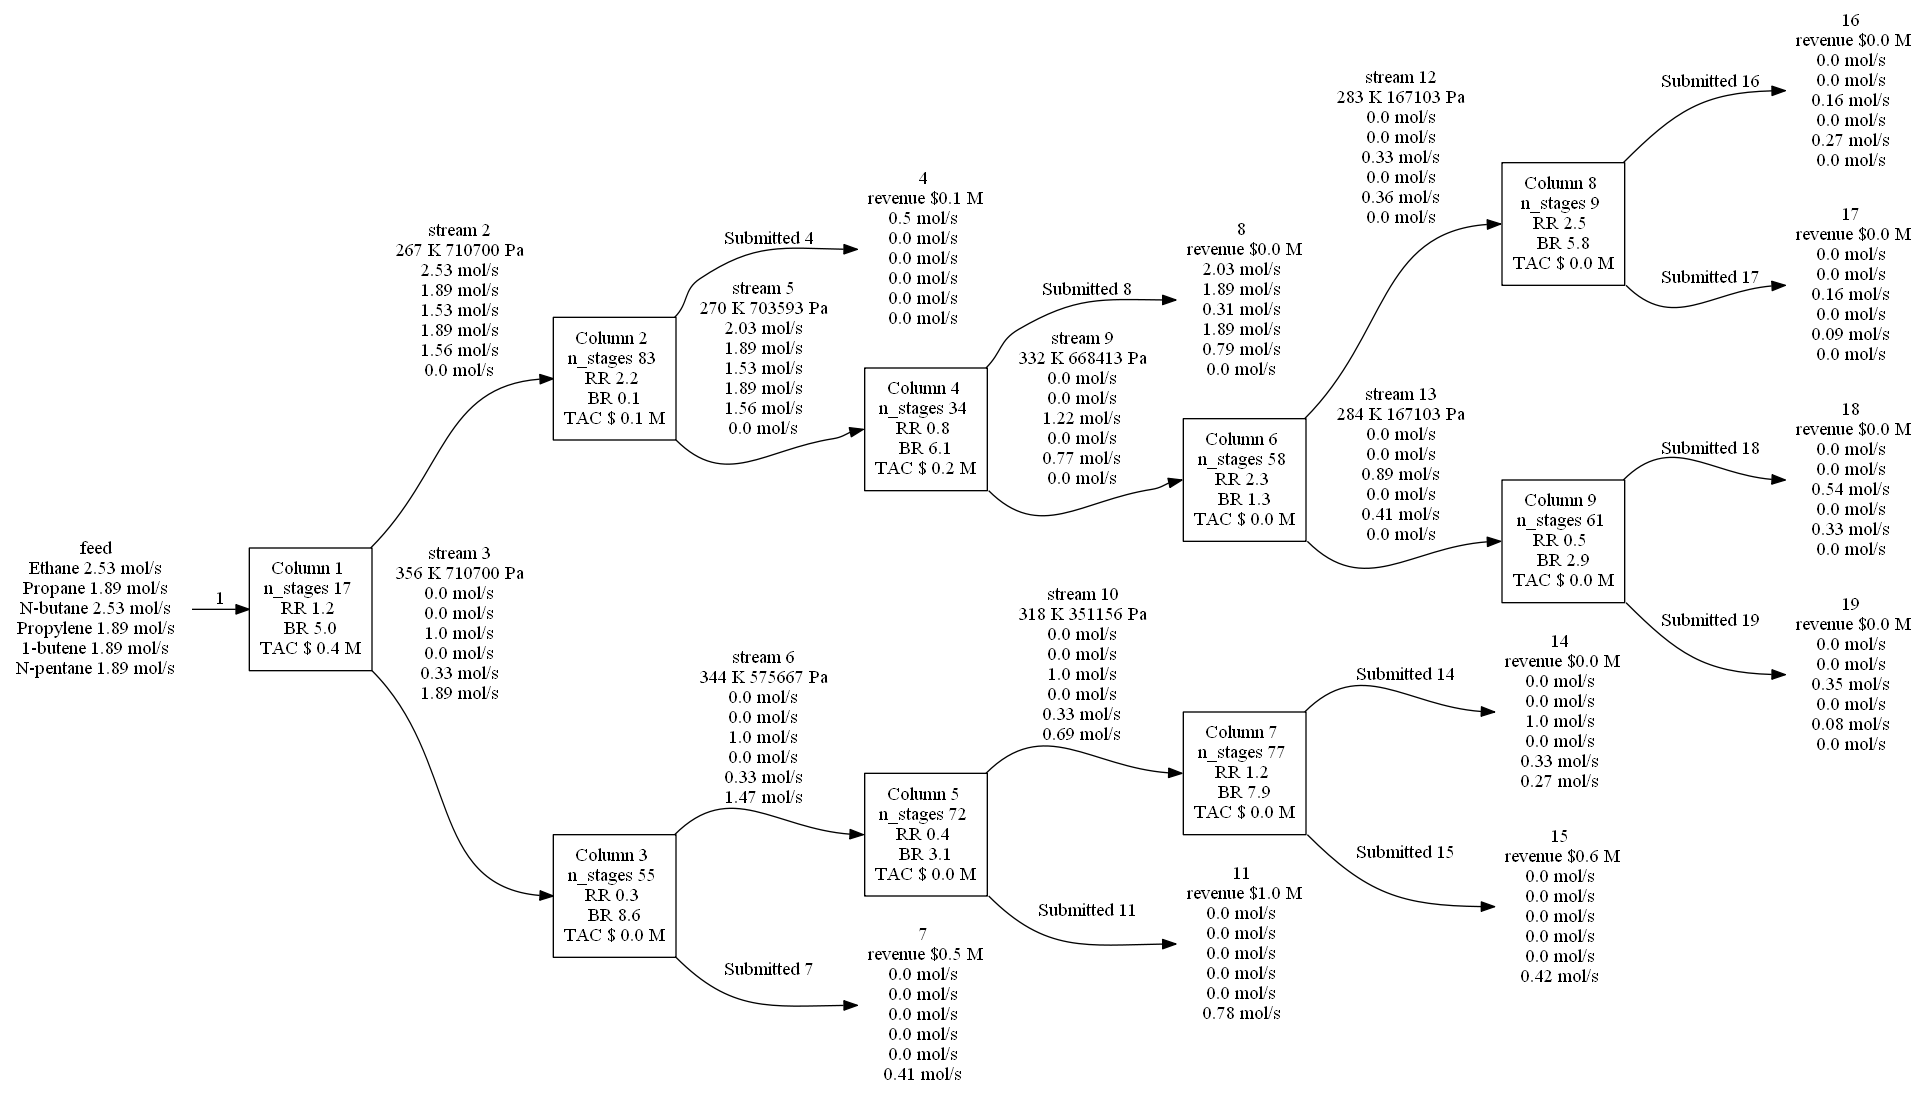 feed
Ethane 2.53 mol/s
Propane 1.89 mol/s
N-butane 2.53 mol/s
Propylene 1.89 mol/s
1-butene 1.89 mol/s
N-pentane 1.89 mol/s
1
Column 1
n_stages 17
RR 1.2
BR 5.0
TAC $ 0.4 M
stream 2
267 K 710700 Pa
2.53 mol/s
1.89 mol/s
1.53 mol/s
1.89 mol/s
1.56 mol/s
0.0 mol/s
stream 3
356 K 710700 Pa
0.0 mol/s
0.0 mol/s
1.0 mol/s
0.0 mol/s
0.33 mol/s
1.89 mol/s
Column 2
n_stages 83
RR 2.2
BR 0.1
TAC $ 0.1 M
Column 3
n_stages 55
RR 0.3
BR 8.6
TAC $ 0.0 M
Submitted 4
stream 5
270 K 703593 Pa
2.03 mol/s
1.89 mol/s
1.53 mol/s
1.89 mol/s
1.56 mol/s
0.0 mol/s
stream 6
344 K 575667 Pa
0.0 mol/s
0.0 mol/s
1.0 mol/s
0.0 mol/s
0.33 mol/s
1.47 mol/s
Submitted 7
4
revenue $0.1 M
0.5 mol/s
0.0 mol/s
0.0 mol/s
0.0 mol/s
0.0 mol/s
0.0 mol/s
Column 4
n_stages 34
RR 0.8
BR 6.1
TAC $ 0.2 M
Column 5
n_stages 72
RR 0.4
BR 3.1
TAC $ 0.0 M
7
revenue $0.5 M
0.0 mol/s
0.0 mol/s
0.0 mol/s
0.0 mol/s
0.0 mol/s
0.41 mol/s
Submitted 8
stream 9
332 K 668413 Pa
0.0 mol/s
0.0 mol/s
1.22 mol/s
0.0 mol/s
0.77 mol/s
0.0 mol/s
stream 10
318 K 351156 Pa
0.0 mol/s
0.0 mol/s
1.0 mol/s
0.0 mol/s
0.33 mol/s
0.69 mol/s
Submitted 11
8
revenue $0.0 M
2.03 mol/s
1.89 mol/s
0.31 mol/s
1.89 mol/s
0.79 mol/s
0.0 mol/s
Column 6
n_stages 58
RR 2.3
BR 1.3
TAC $ 0.0 M
Column 7
n_stages 77
RR 1.2
BR 7.9
TAC $ 0.0 M
11
revenue $1.0 M
0.0 mol/s
0.0 mol/s
0.0 mol/s
0.0 mol/s
0.0 mol/s
0.78 mol/s
stream 12
283 K 167103 Pa
0.0 mol/s
0.0 mol/s
0.33 mol/s
0.0 mol/s
0.36 mol/s
0.0 mol/s
stream 13
284 K 167103 Pa
0.0 mol/s
0.0 mol/s
0.89 mol/s
0.0 mol/s
0.41 mol/s
0.0 mol/s
Submitted 14
Submitted 15
Column 8
n_stages 9
RR 2.5
BR 5.8
TAC $ 0.0 M
Column 9
n_stages 61
RR 0.5
BR 2.9
TAC $ 0.0 M
14
revenue $0.0 M
0.0 mol/s
0.0 mol/s
1.0 mol/s
0.0 mol/s
0.33 mol/s
0.27 mol/s
15
revenue $0.6 M
0.0 mol/s
0.0 mol/s
0.0 mol/s
0.0 mol/s
0.0 mol/s
0.42 mol/s
Submitted 16
Submitted 17
Submitted 18
Submitted 19
16
revenue $0.0 M
0.0 mol/s
0.0 mol/s
0.16 mol/s
0.0 mol/s
0.27 mol/s
0.0 mol/s
17
revenue $0.0 M
0.0 mol/s
0.0 mol/s
0.16 mol/s
0.0 mol/s
0.09 mol/s
0.0 mol/s
18
revenue $0.0 M
0.0 mol/s
0.0 mol/s
0.54 mol/s
0.0 mol/s
0.33 mol/s
0.0 mol/s
19
revenue $0.0 M
0.0 mol/s
0.0 mol/s
0.35 mol/s
0.0 mol/s
0.08 mol/s
0.0 mol/s